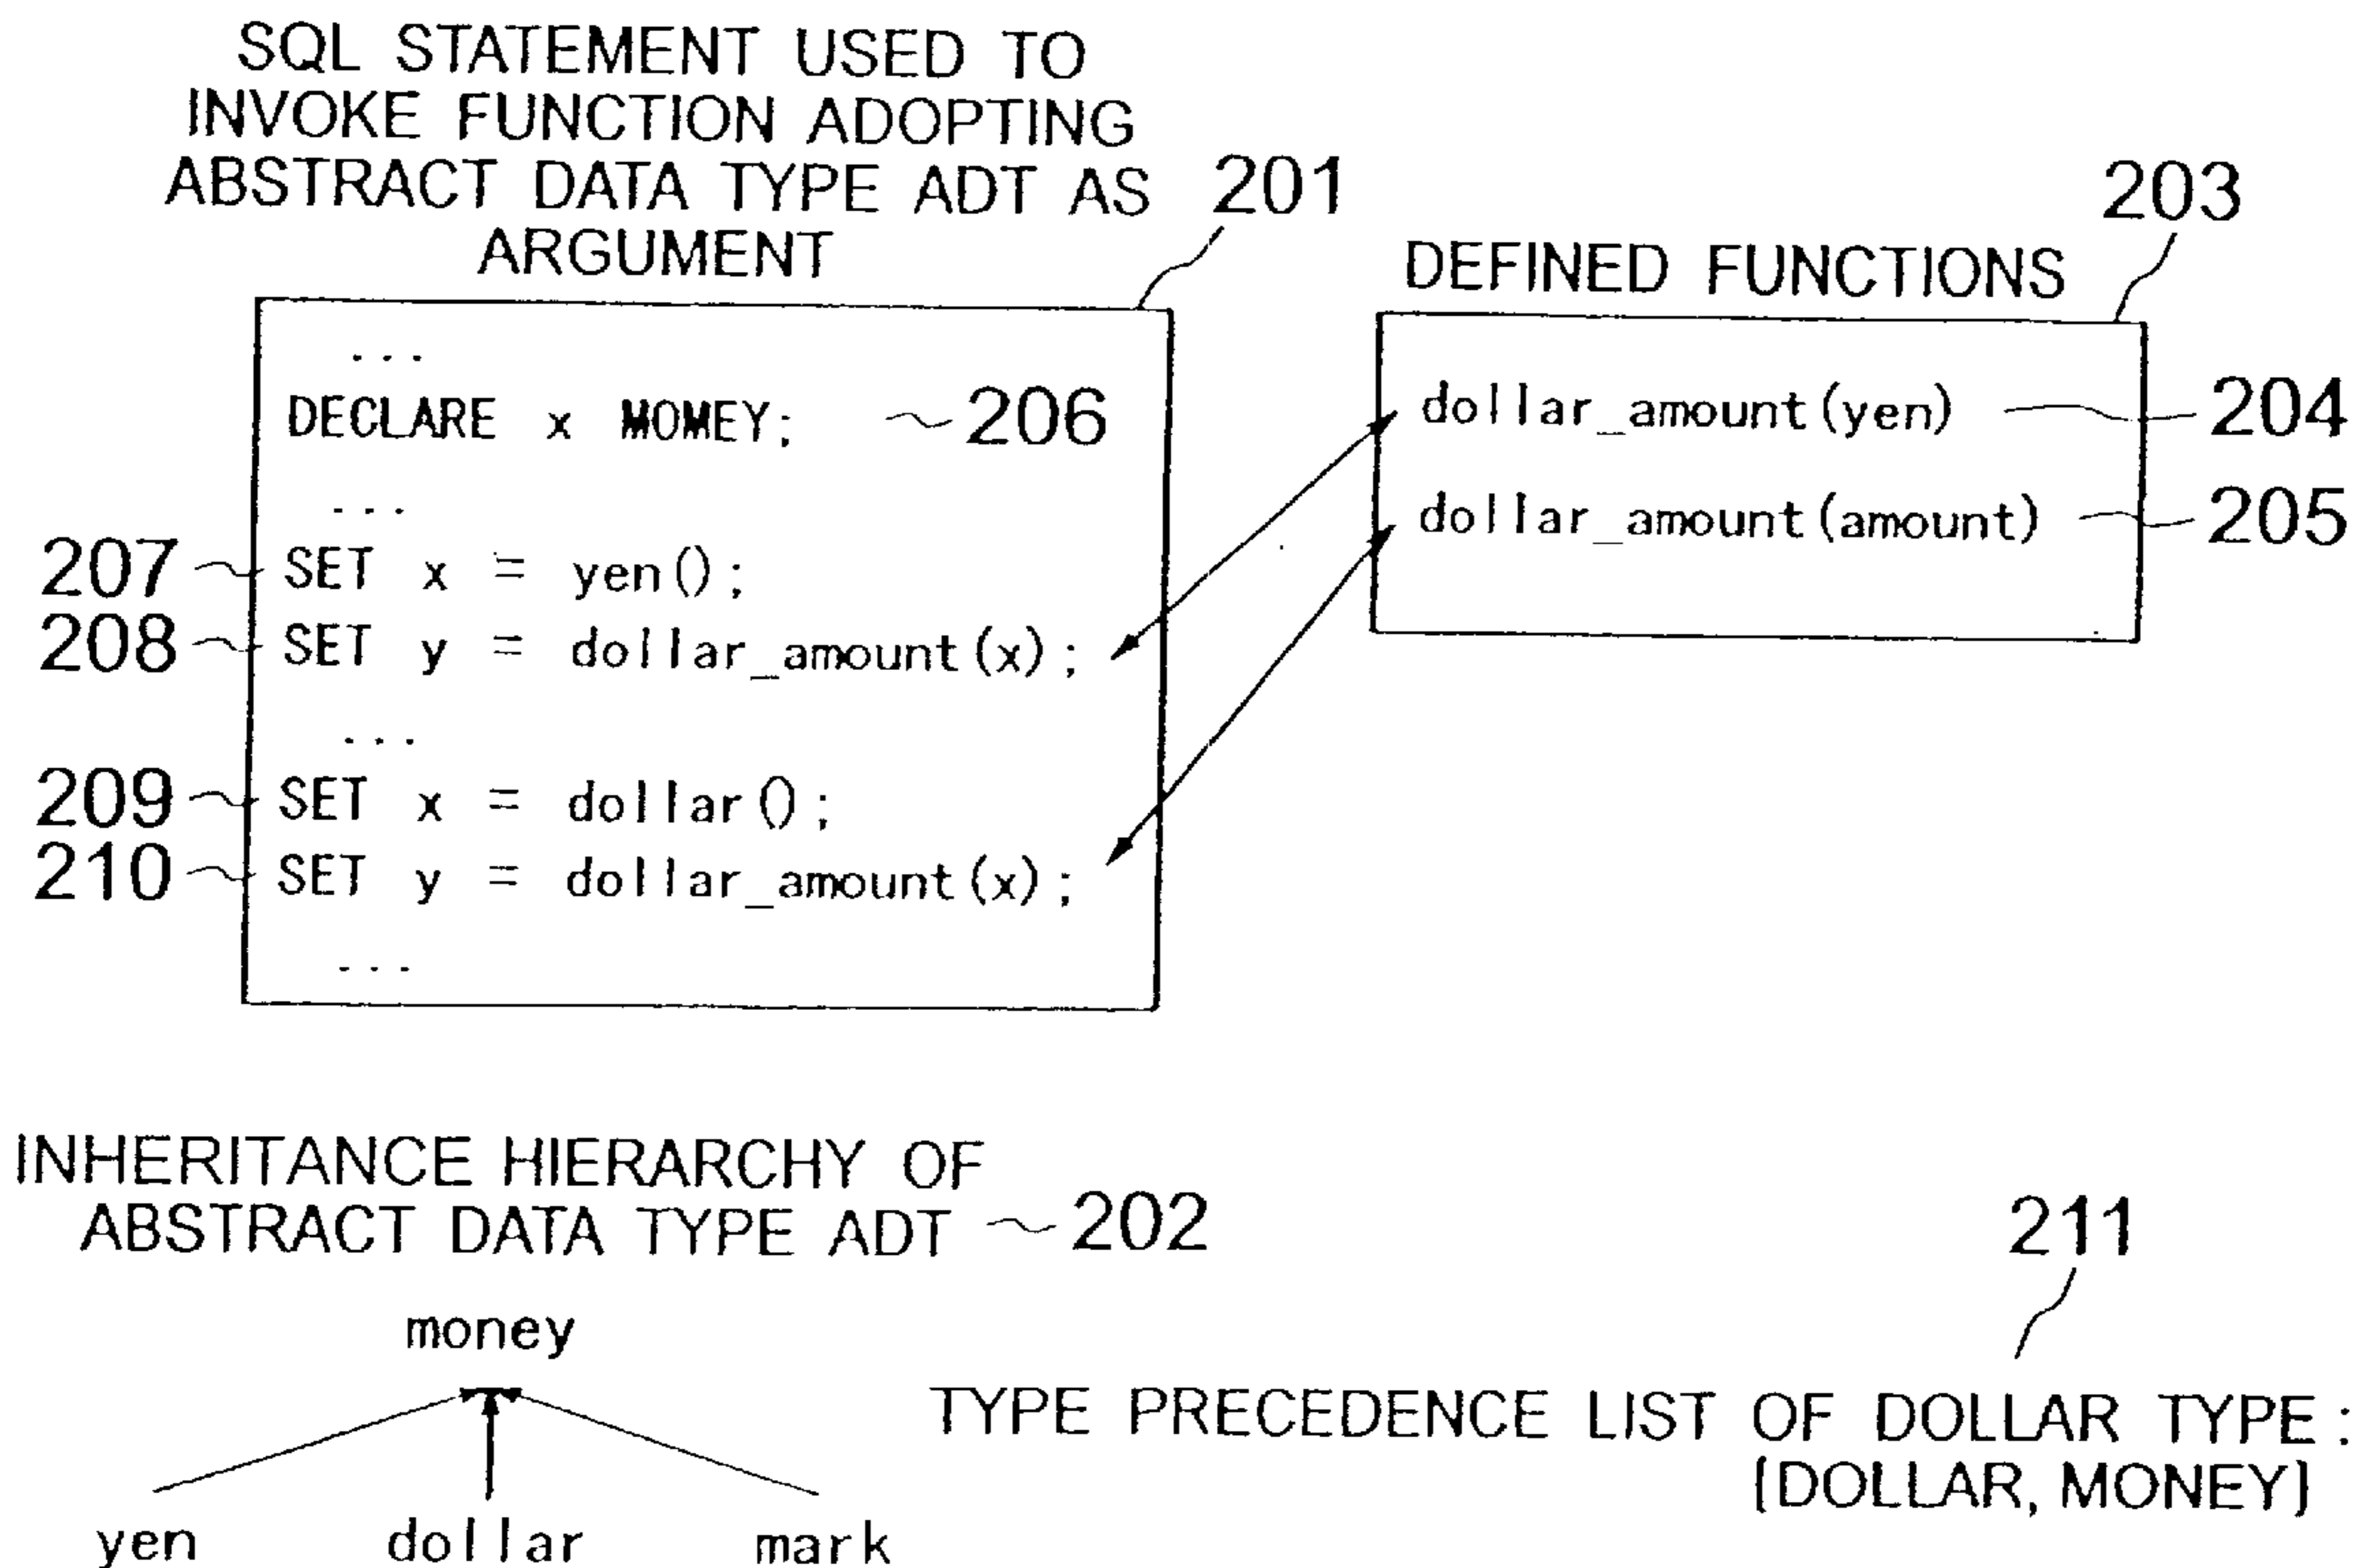 SQL STATEMENT USED TO
INVOKE FUNCTION ADOPTING
ABSTRACT DATA TYPE ADT AS
ARGUMENT
201
...
DECLARE x MOMEY;
206
...
207
SET x = yen();
208
SET y = dollar_amount(x);
...
209
SET x = dollar();
210
SET y = dollar_amount(x);
...
203
DEFINED FUNCTIONS
dollar_amount(yen)
204
dollar_amount(amount)
205
INHERITANCE HIERARCHY OF
ABSTRACT DATA TYPE ADT
202
money
yen dollar mark
211
TYPE PRECEDENCE LIST OF DOLLAR TYPE:
[DOLLAR, MONEY]